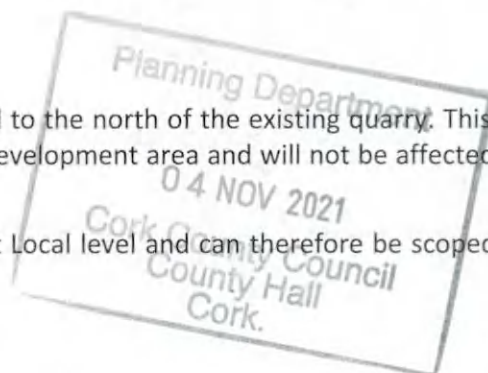 Planning Department
l to the north of the existing quarry. This
evelopment area and will not be affected
04 NOV 2021
t Local level and can therefore be scoped
Cork County Council
County Hall
Cork.